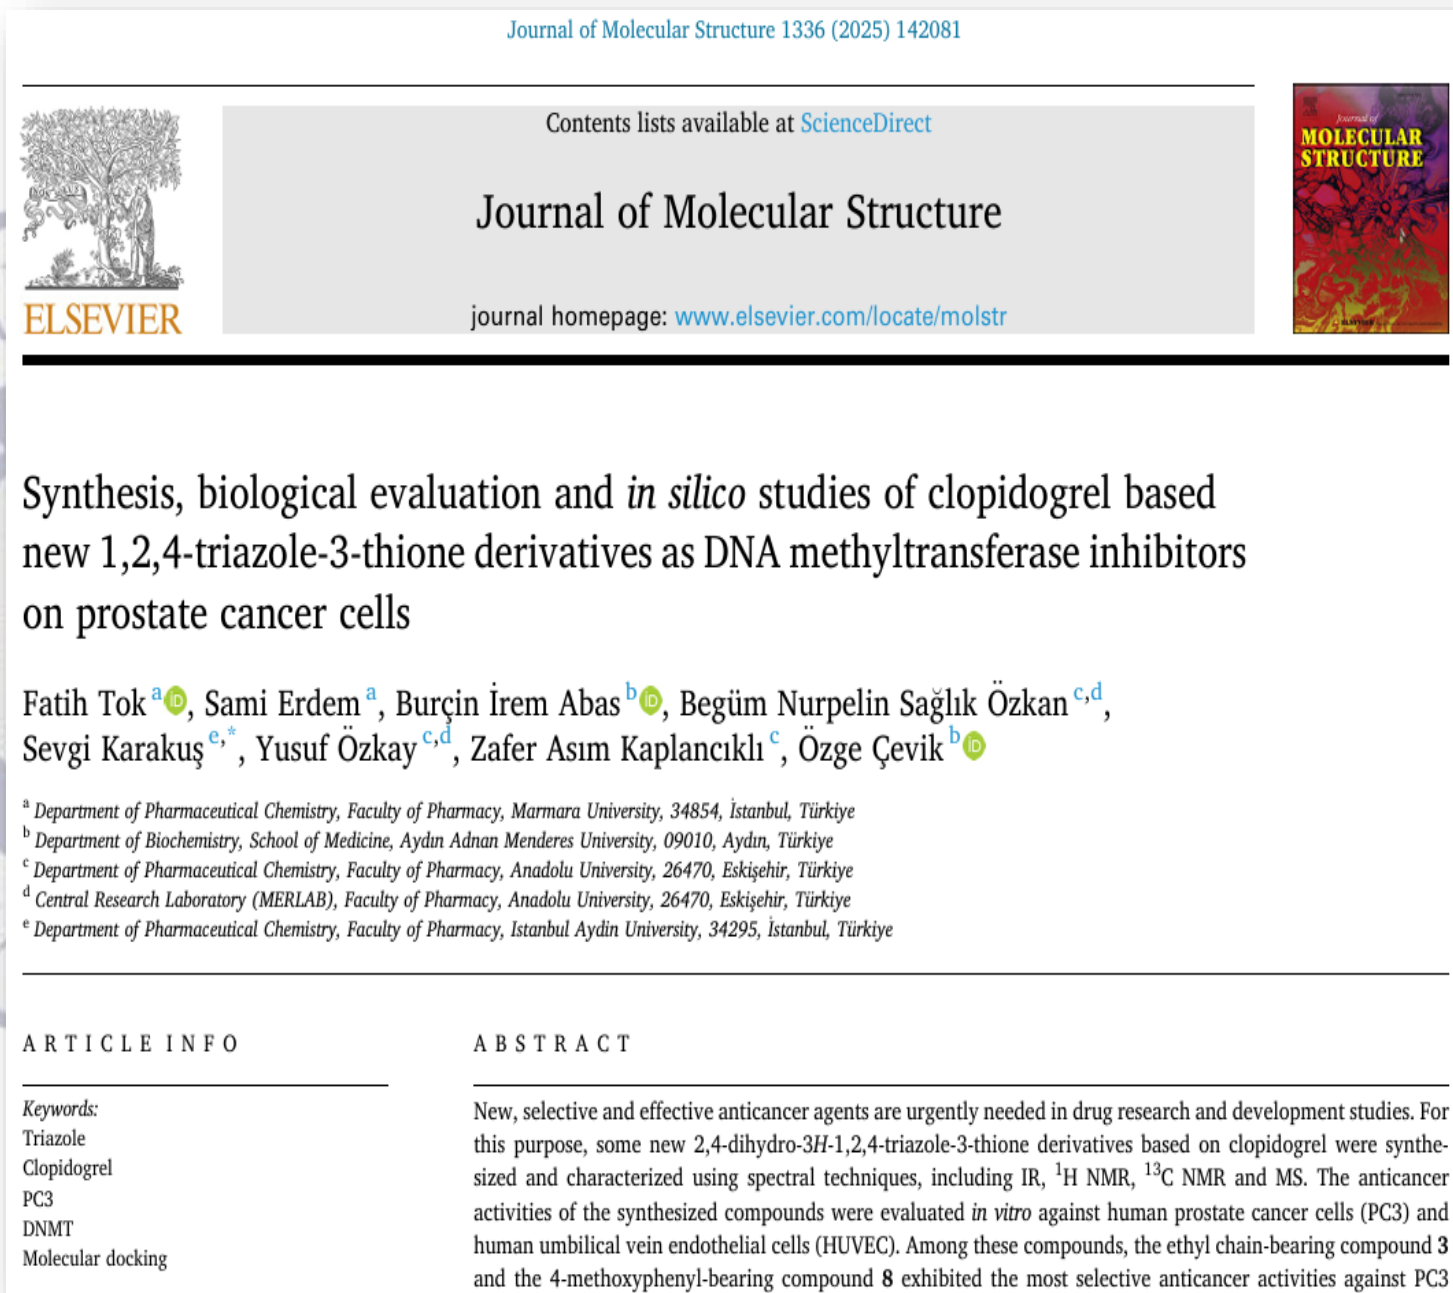 Journal of Molecular Structure 1336 (2025) 142081
Contents lists available at ScienceDirect
Journal of Molecular Structure
journal homepage: www.elsevier.com/locate/molstr
ELSEVIER
Journal of
MOLECULAR
STRUCTURE
Synthesis, biological evaluation and in silico studies of clopidogrel based
new 1,2,4-triazole-3-thione derivatives as DNA methyltransferase inhibitors
on prostate cancer cells
Fatih Tok a iD, Sami Erdem a, Burçin İrem Abas b iD, Begüm Nurpelin Sağlık Özkan c,d,
Sevgi Karakuş e,*, Yusuf Özkay c,d, Zafer Asım Kaplancıklı c, Özge Çevik b iD
a Department of Pharmaceutical Chemistry, Faculty of Pharmacy, Marmara University, 34854, İstanbul, Türkiye
b Department of Biochemistry, School of Medicine, Aydın Adnan Menderes University, 09010, Aydın, Türkiye
c Department of Pharmaceutical Chemistry, Faculty of Pharmacy, Anadolu University, 26470, Eskişehir, Türkiye
d Central Research Laboratory (MERLAB), Faculty of Pharmacy, Anadolu University, 26470, Eskişehir, Türkiye
e Department of Pharmaceutical Chemistry, Faculty of Pharmacy, Istanbul Aydin University, 34295, İstanbul, Türkiye
ARTICLE INFO
Keywords:
Triazole
Clopidogrel
PC3
DNMT
Molecular docking
ABSTRACT
New, selective and effective anticancer agents are urgently needed in drug research and development studies. For
this purpose, some new 2,4-dihydro-3H-1,2,4-triazole-3-thione derivatives based on clopidogrel were synthe-
sized and characterized using spectral techniques, including IR, ¹H NMR, ¹³C NMR and MS. The anticancer
activities of the synthesized compounds were evaluated in vitro against human prostate cancer cells (PC3) and
human umbilical vein endothelial cells (HUVEC). Among these compounds, the ethyl chain-bearing compound 3
and the 4-methoxyphenyl-bearing compound 8 exhibited the most selective anticancer activities against PC3